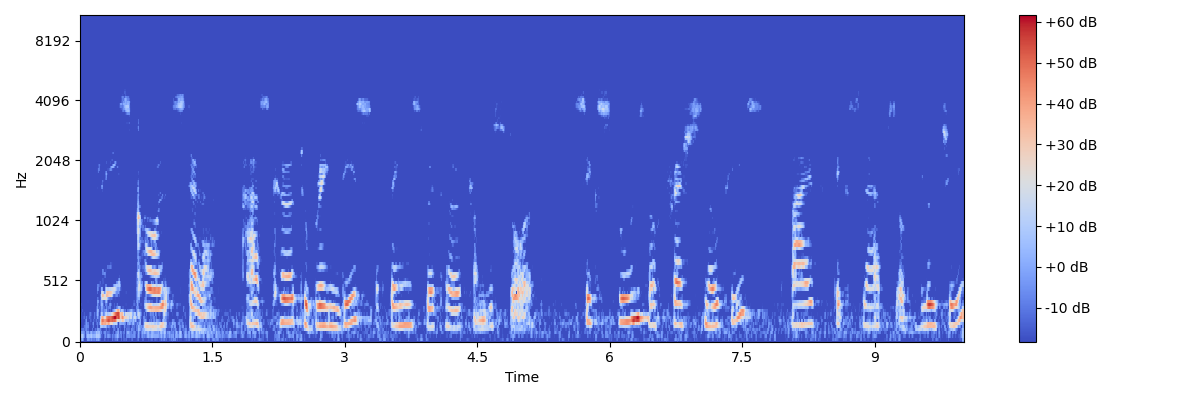 8192
4096
2048
1024
512
0
Hz
0 1.5 3 4.5 6 7.5 9
Time
+60 dB
+50 dB
+40 dB
+30 dB
+20 dB
+10 dB
+0 dB
-10 dB